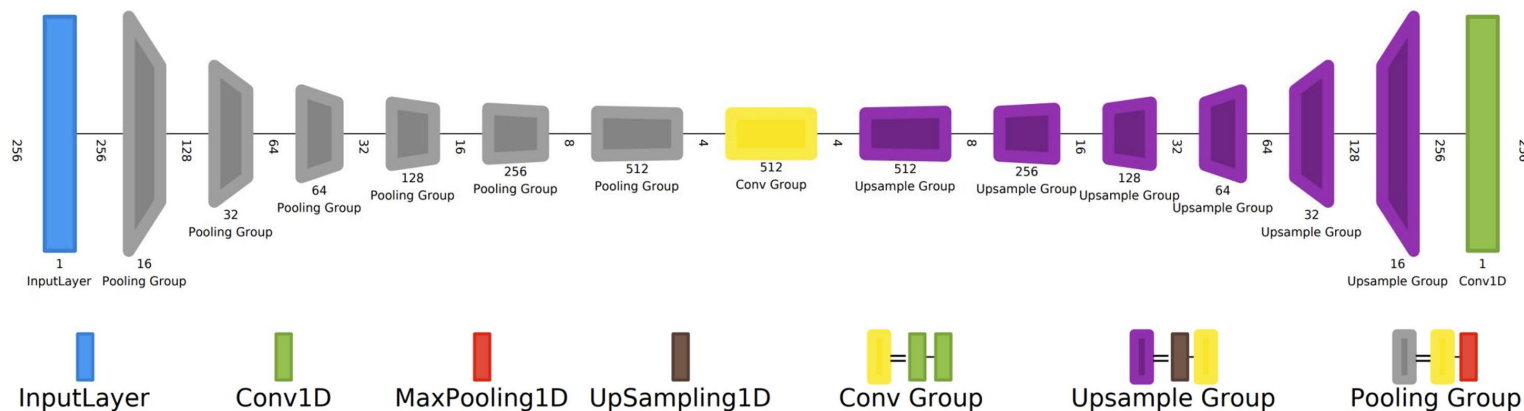 256
256
128
64
32
16
8
4
4
8
16
32
64
128
256
1
InputLayer
16
Pooling Group
32
Pooling Group
64
Pooling Group
128
Pooling Group
256
Pooling Group
512
Pooling Group
512
Conv Group
512
Upsample Group
256
Upsample Group
128
Upsample Group
64
Upsample Group
32
Upsample Group
16
Upsample Group
1
Conv1D
InputLayer
Conv1D
MaxPooling1D
UpSampling1D
Conv Group
Upsample Group
Pooling Group